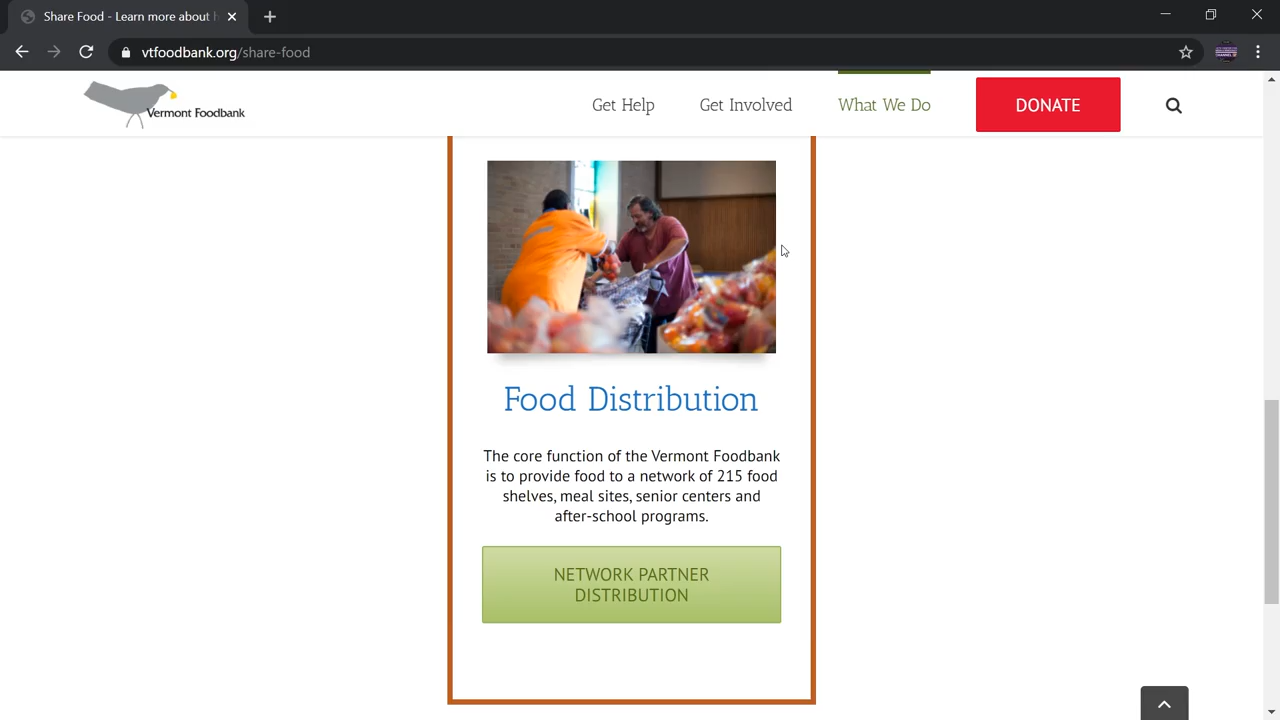 Share Food - Learn more about h
vtfoodbank.org/share-food
Vermont Foodbank
Get Help
Get Involved
What We Do
DONATE
Food Distribution
The core function of the Vermont Foodbank
is to provide food to a network of 215 food
shelves, meal sites, senior centers and
after-school programs.
NETWORK PARTNER
DISTRIBUTION